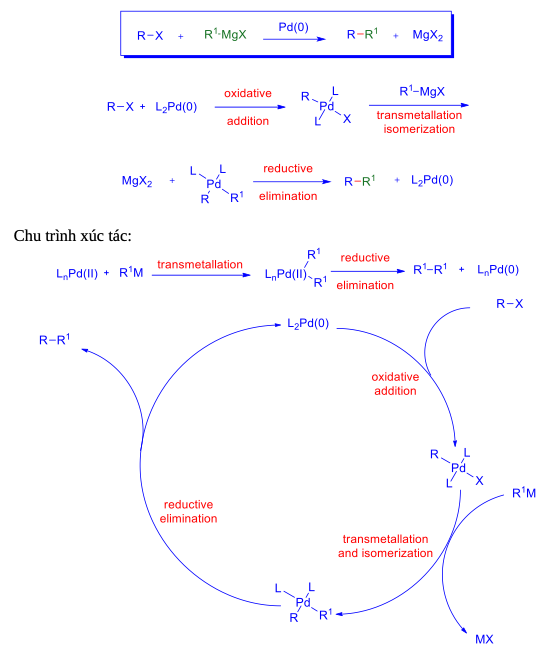 R–X + R¹-MgX Pd(0) R–R¹ + MgX₂
R–X + L₂Pd(0) oxidative addition R L Pd L X R¹–MgX transmetallation isomerization
MgX₂ + L L Pd R R¹ reductive elimination R–R¹ + L₂Pd(0)
Chu trình xúc tác:
LₙPd(II) + R¹M transmetallation LₙPd(II) R¹ R¹ reductive elimination R¹–R¹ + LₙPd(0)
R–X
L₂Pd(0)
R–R¹
oxidative
addition
R L
Pd
L X
R¹M
reductive
elimination
transmetallation
and isomerization
L L
Pd
R R¹
MX